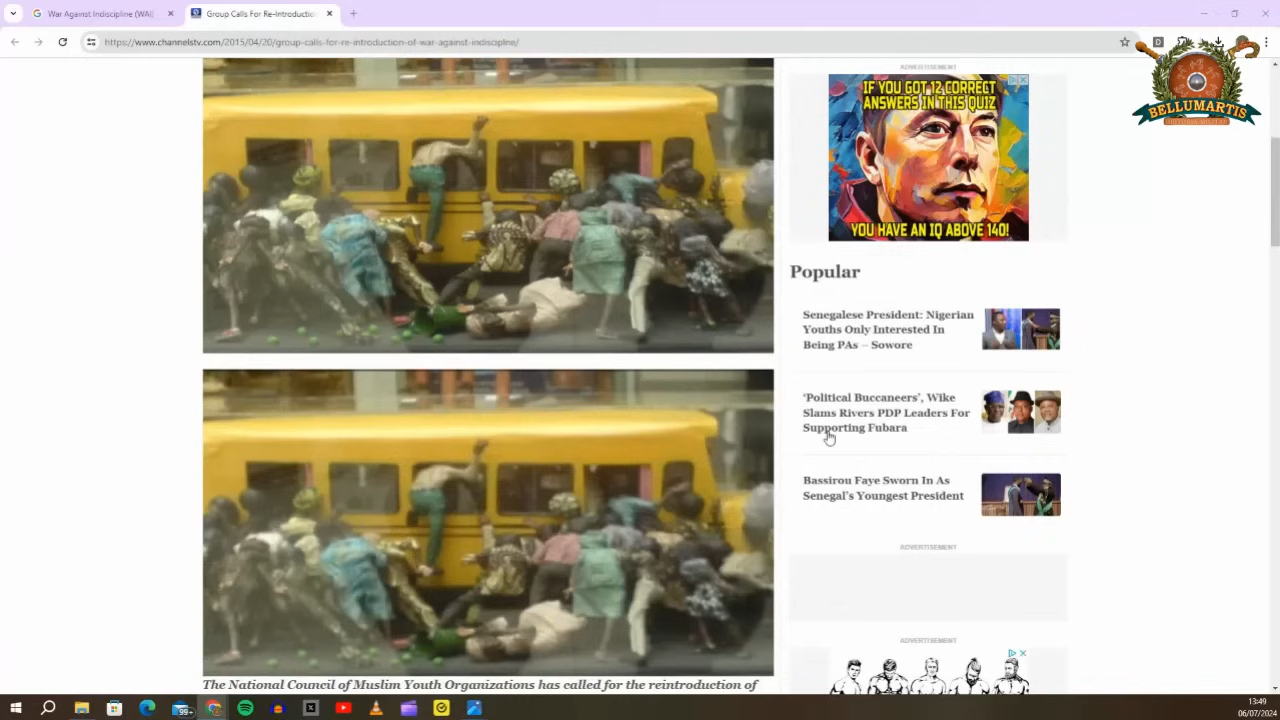 War Against Indiscipline (WAI)
Group Calls For Re-Introductio
https://www.channelstv.com/2015/04/20/group-calls-for-re-introduction-of-war-against-indiscipline/
BELLUMARTIS
ADVERTISEMENT
IF YOU GOT 12 CORRECT
ANSWERS IN THIS QUIZ
YOU HAVE AN IQ ABOVE 140!
Popular
Senegalese President: Nigerian
Youths Only Interested In
Being PAs – Sowore
‘Political Buccaneers’, Wike
Slams Rivers PDP Leaders For
Supporting Fubara
Bassirou Faye Sworn In As
Senegal’s Youngest President
ADVERTISEMENT
ADVERTISEMENT
The National Council of Muslim Youth Organizations has called for the reintroduction of
99+
13:49
06/07/2024